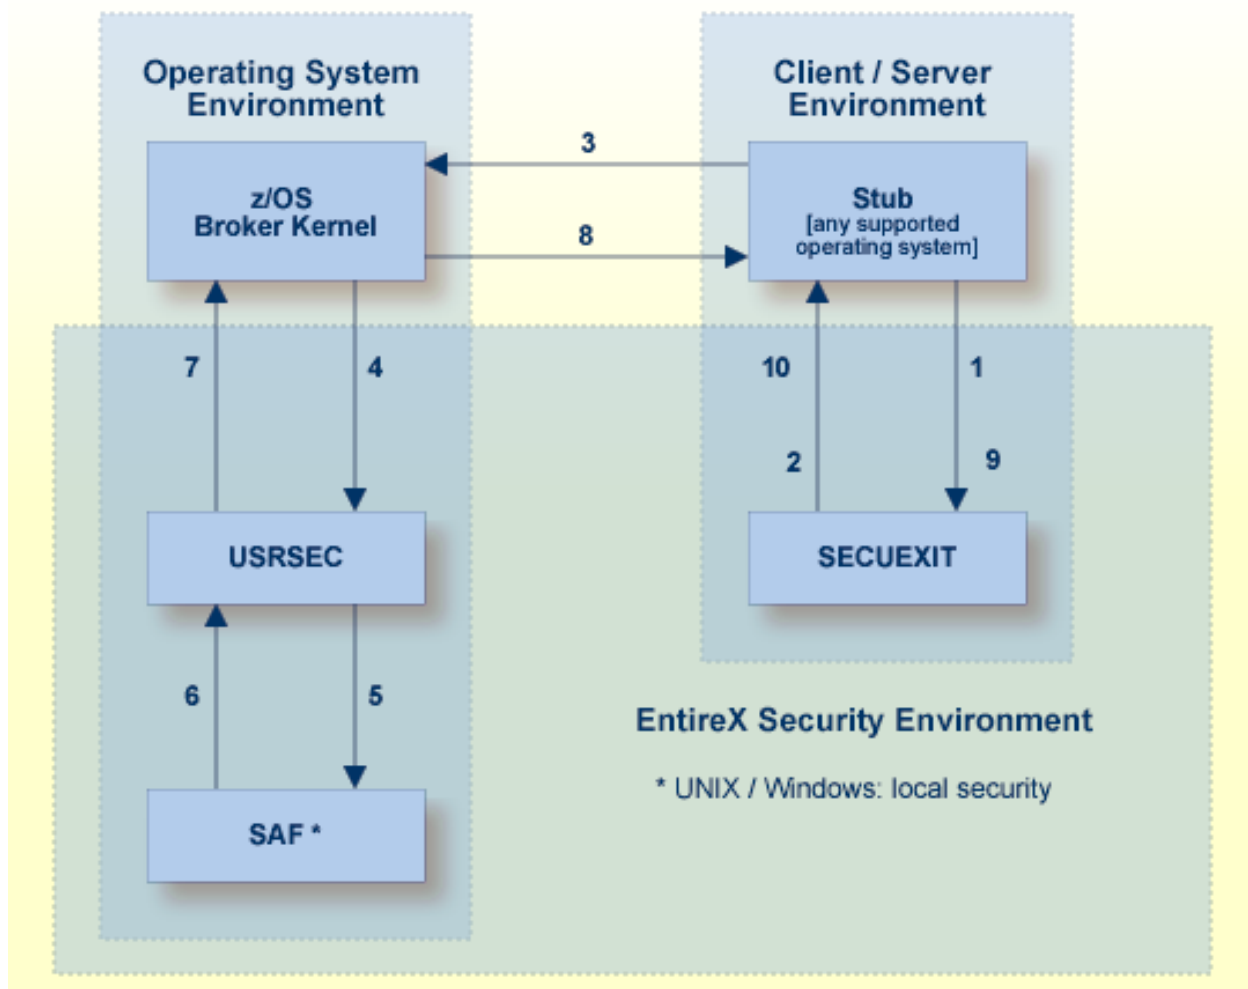 Operating System
Environment
Client / Server
Environment
3
z/OS
Broker Kernel
Stub
[any supported
operating system]
8
7
4
10
1
2
9
USRSEC
SECUEXIT
6
5
EntireX Security Environment
* UNIX / Windows: local security
SAF *